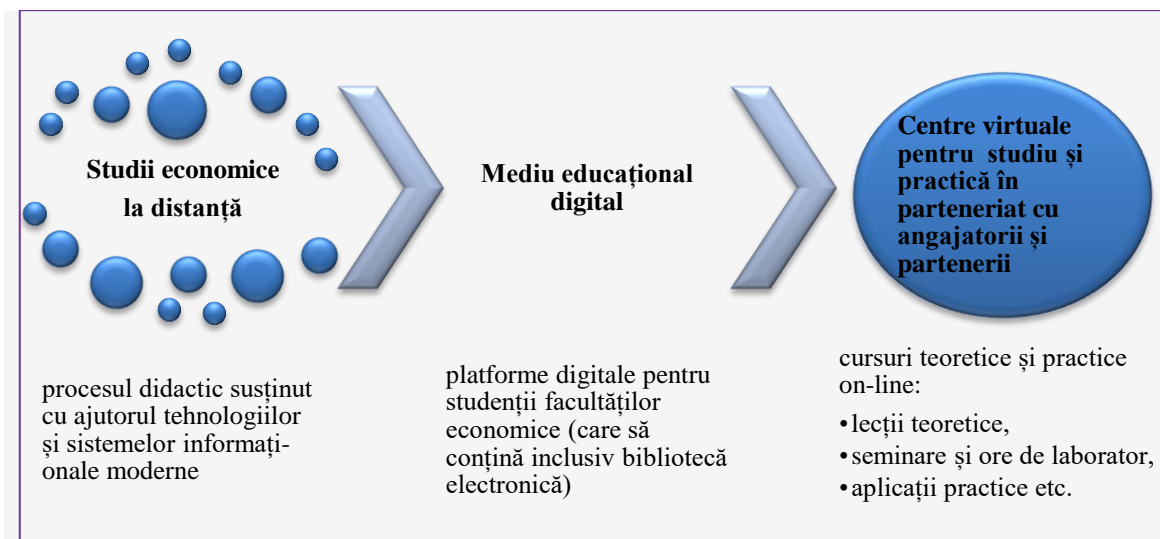 Studii economice
la distanță
procesul didactic susținut
cu ajutorul tehnologiilor
și sistemelor informați-
onale moderne
Mediu educațional
digital
platforme digitale pentru
studenții facultăților
economice (care să
conțină inclusiv bibliotecă
electronică)
Centre virtuale
pentru studiu și
practică în
parteneriat cu
angajatorii și
partenerii
cursuri teoretice și practice
on-line:
•lecții teoretice,
•seminare și ore de laborator,
•aplicații practice etc.